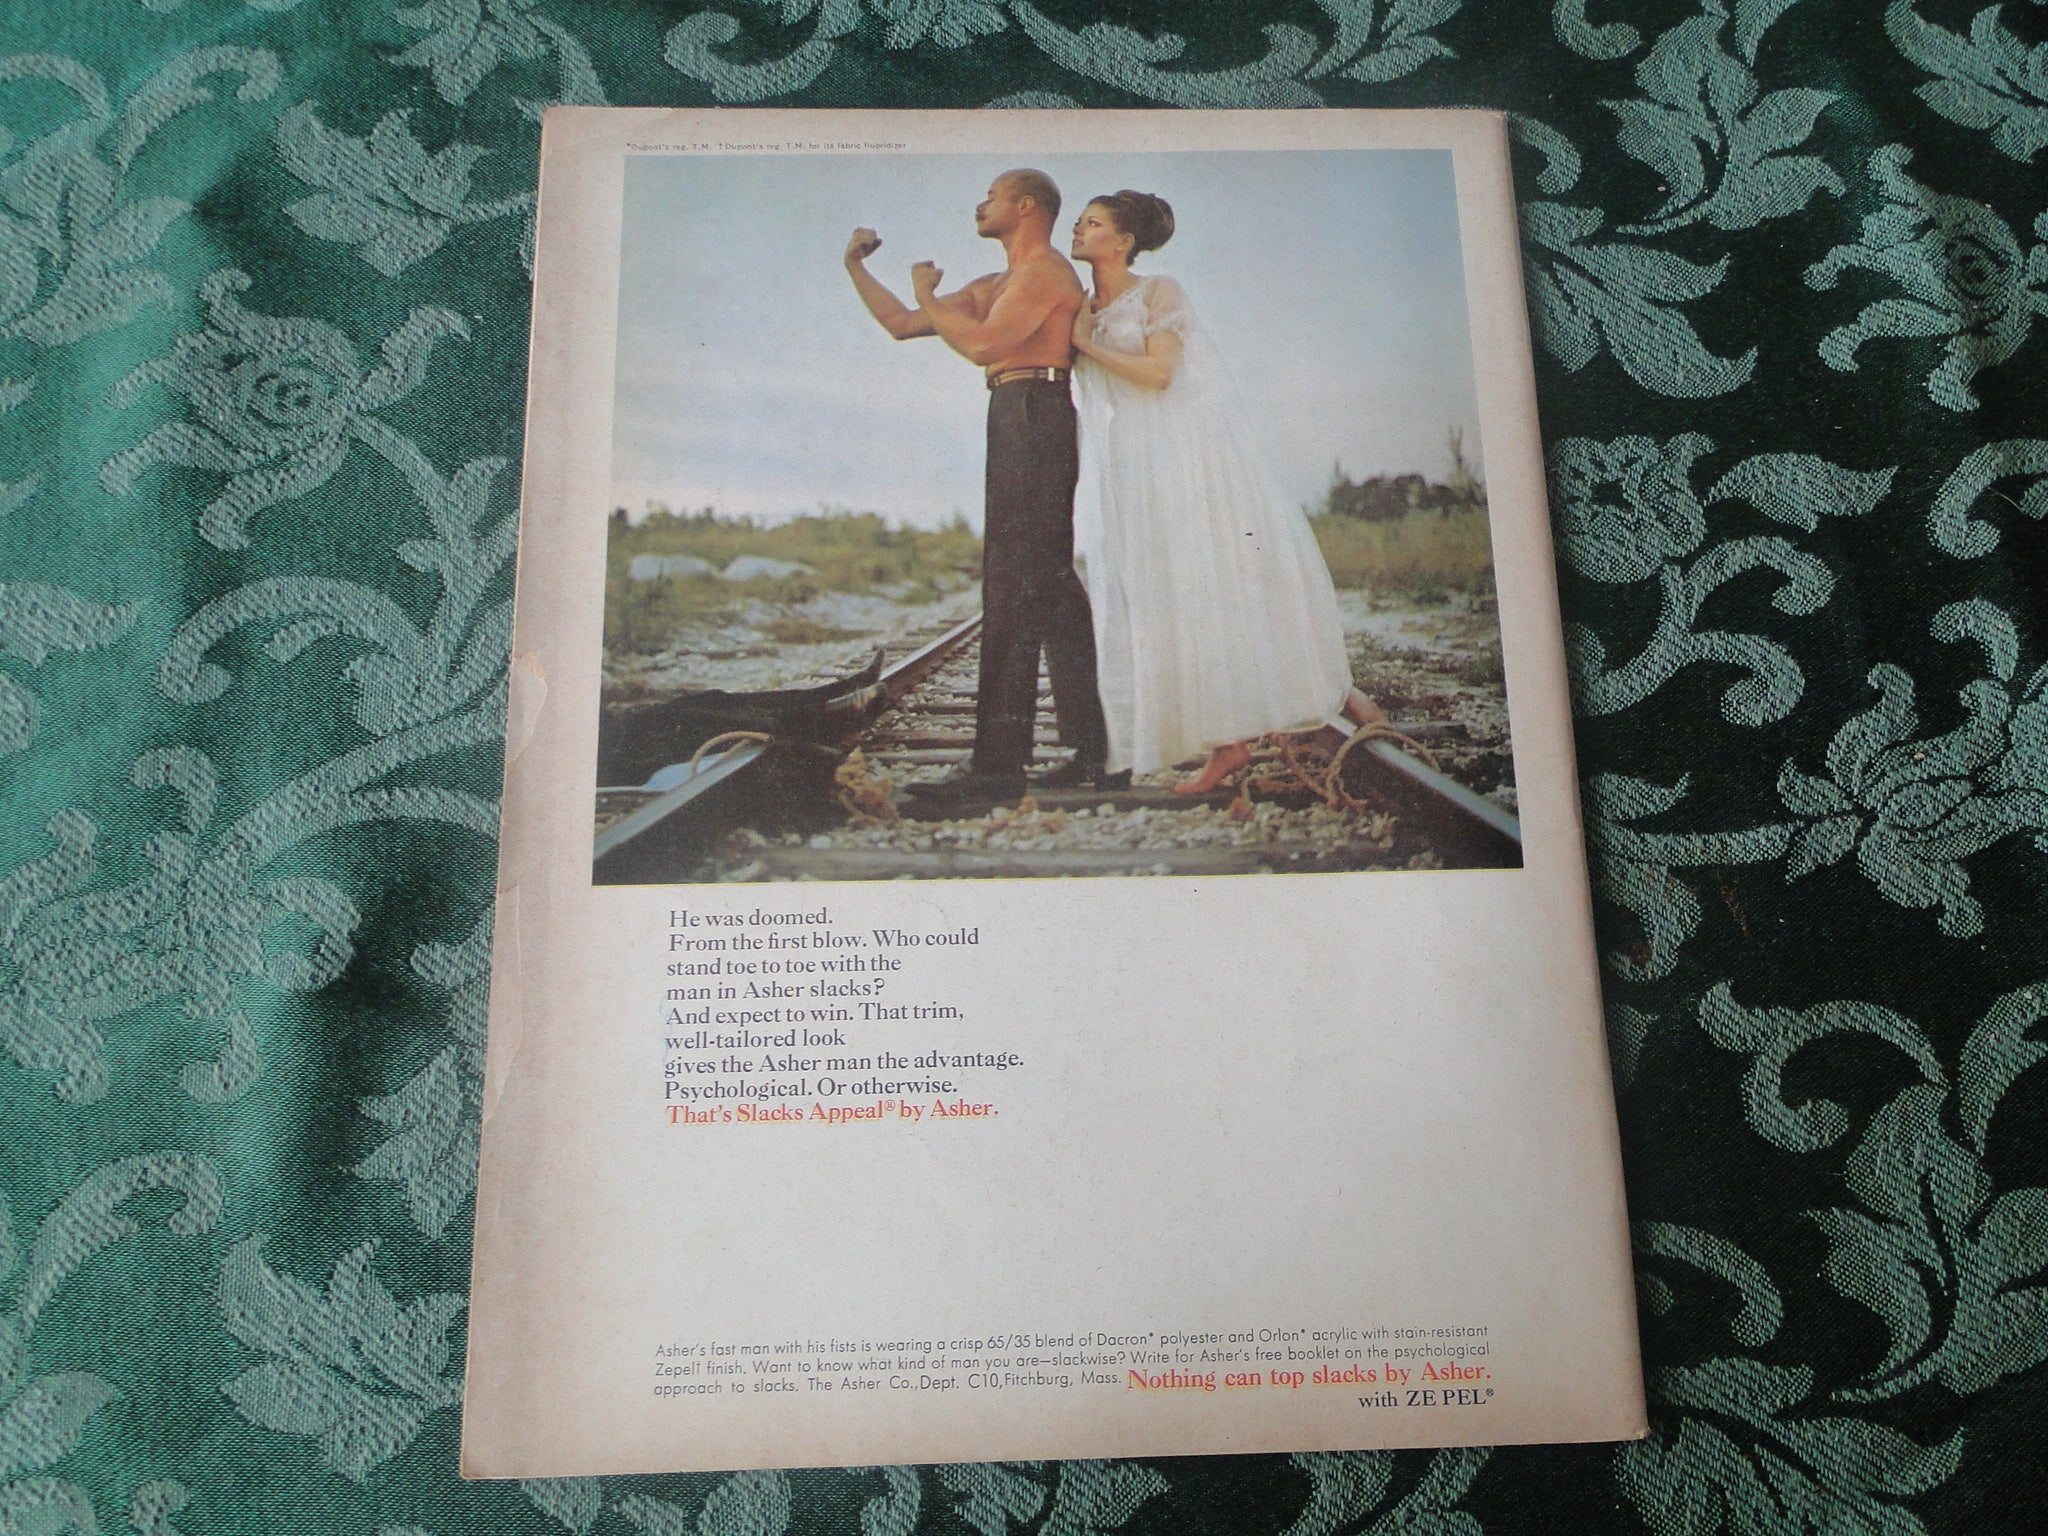 *Dupont's reg. T.M. † Dupont's reg. T.M. for its fabric fluoridizer
He was doomed.
From the first blow. Who could
stand toe to toe with the
man in Asher slacks?
And expect to win. That trim,
well-tailored look
gives the Asher man the advantage.
Psychological. Or otherwise.
That's Slacks Appeal® by Asher.
Asher's fast man with his fists is wearing a crisp 65/35 blend of Dacron* polyester and Orlon* acrylic with stain-resistant
Zepel† finish. Want to know what kind of man you are—slackwise? Write for Asher's free booklet on the psychological
approach to slacks. The Asher Co., Dept. C10, Fitchburg, Mass. Nothing can top slacks by Asher.
with ZE PEL®